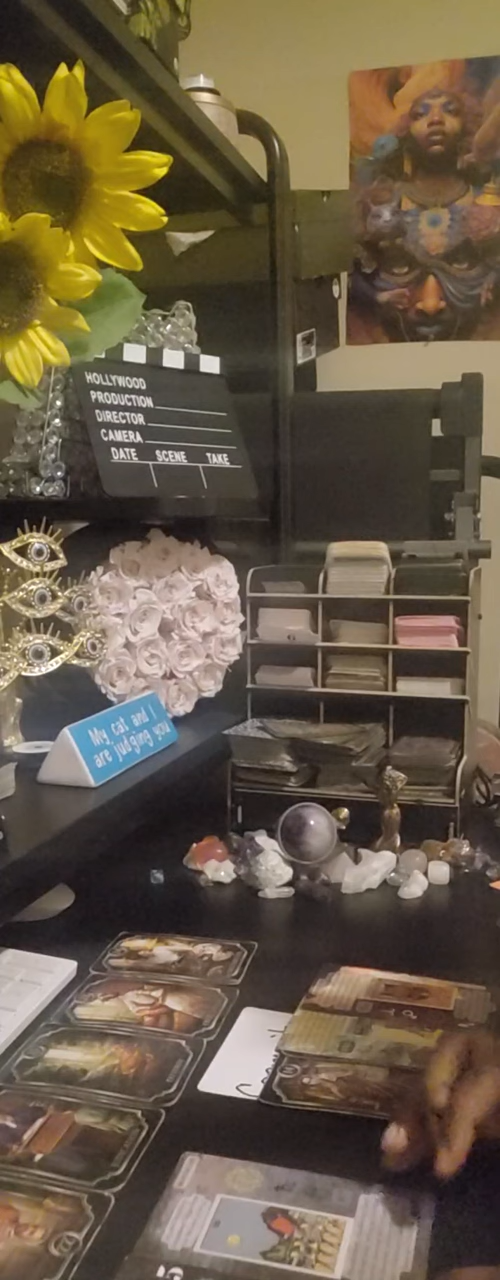 HOLLYWOOD
PRODUCTION
DIRECTOR
CAMERA
DATE SCENE TAKE
My cat and I
are judging you